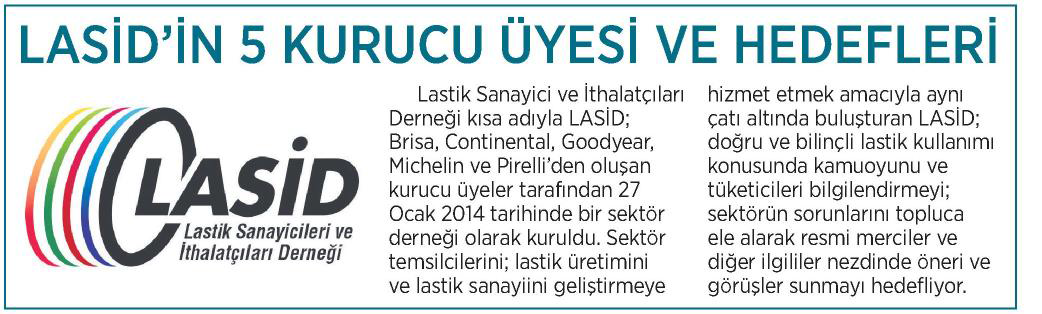 LASİD'İN 5 KURUCU ÜYESİ VE HEDEFLERİ
LASİD
Lastik Sanayicileri ve
İthalatçıları Derneği
Lastik Sanayici ve İthalatçıları
Derneği kısa adıyla LASİD;
Brisa, Continental, Goodyear,
Michelin ve Pirelli'den oluşan
kurucu üyeler tarafından 27
Ocak 2014 tarihinde bir sektör
derneği olarak kuruldu. Sektör
temsilcilerini; lastik üretimini
ve lastik sanayiini geliştirmeye
hizmet etmek amacıyla aynı
çatı altında buluşturan LASİD;
doğru ve bilinçli lastik kullanımı
konusunda kamuoyunu ve
tüketicileri bilgilendirmeyi;
sektörün sorunlarını topluca
ele alarak resmi merciler ve
diğer ilgililer nezdinde öneri ve
görüşler sunmayı hedefliyor.